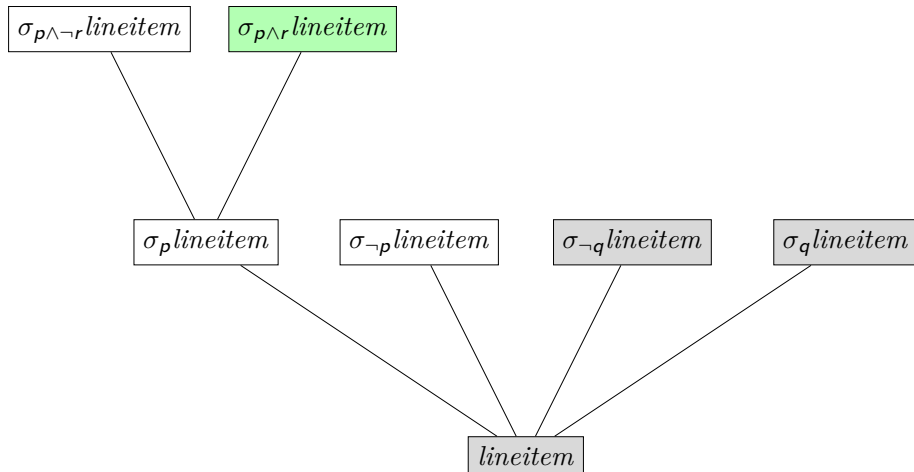 σp∧¬r lineitem
σp∧r lineitem
σp lineitem
σ¬p lineitem
σ¬q lineitem
σq lineitem
lineitem